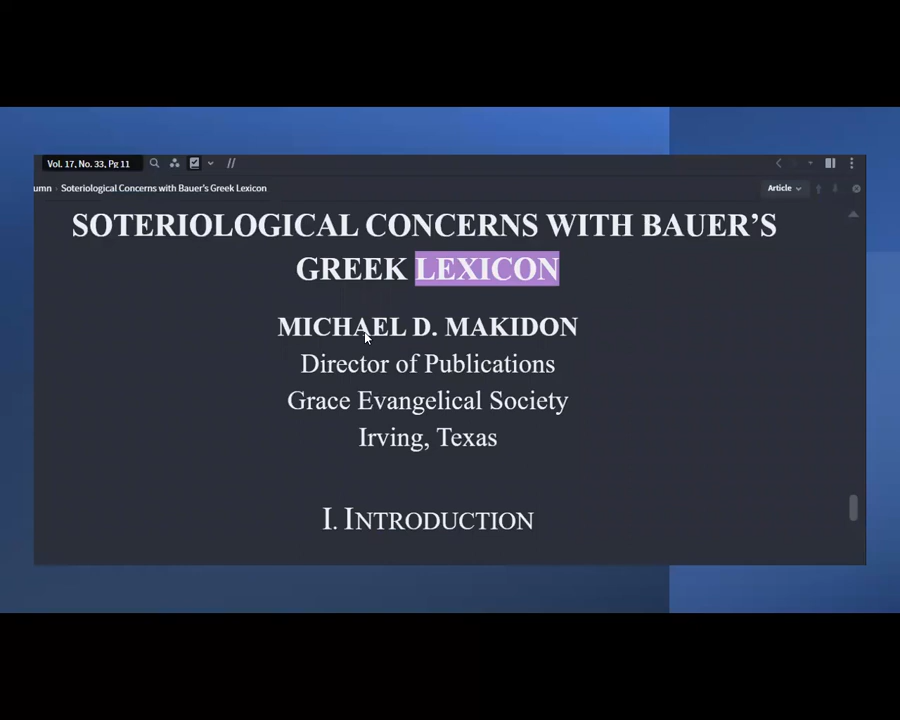 Vol. 17, No. 33, Pg 11
//
umn › Soteriological Concerns with Bauer's Greek Lexicon
Article
SOTERIOLOGICAL CONCERNS WITH BAUER’S
GREEK LEXICON
MICHAEL D. MAKIDON
Director of Publications
Grace Evangelical Society
Irving, Texas
I. INTRODUCTION